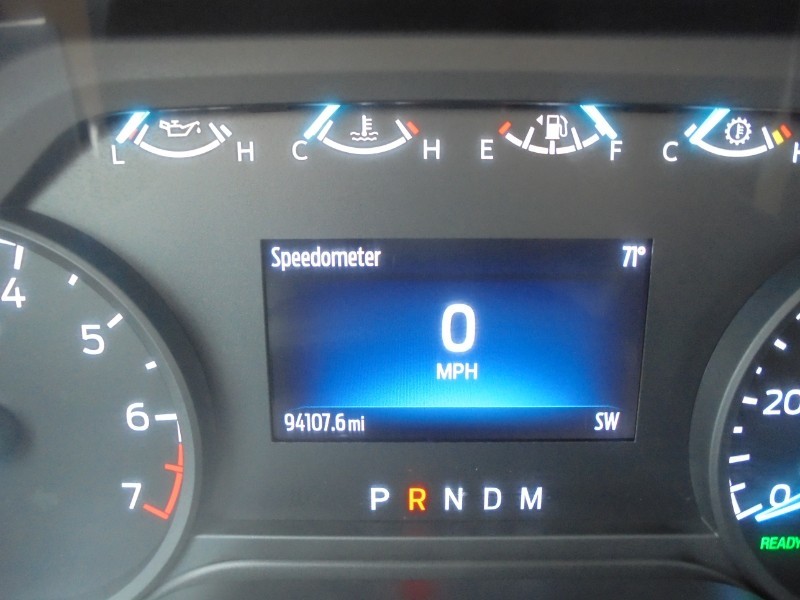 L H C H E F C H
Speedometer 71°
0
MPH
94107.6 mi SW
4
5
6
7
20
0
P R N D M
READY